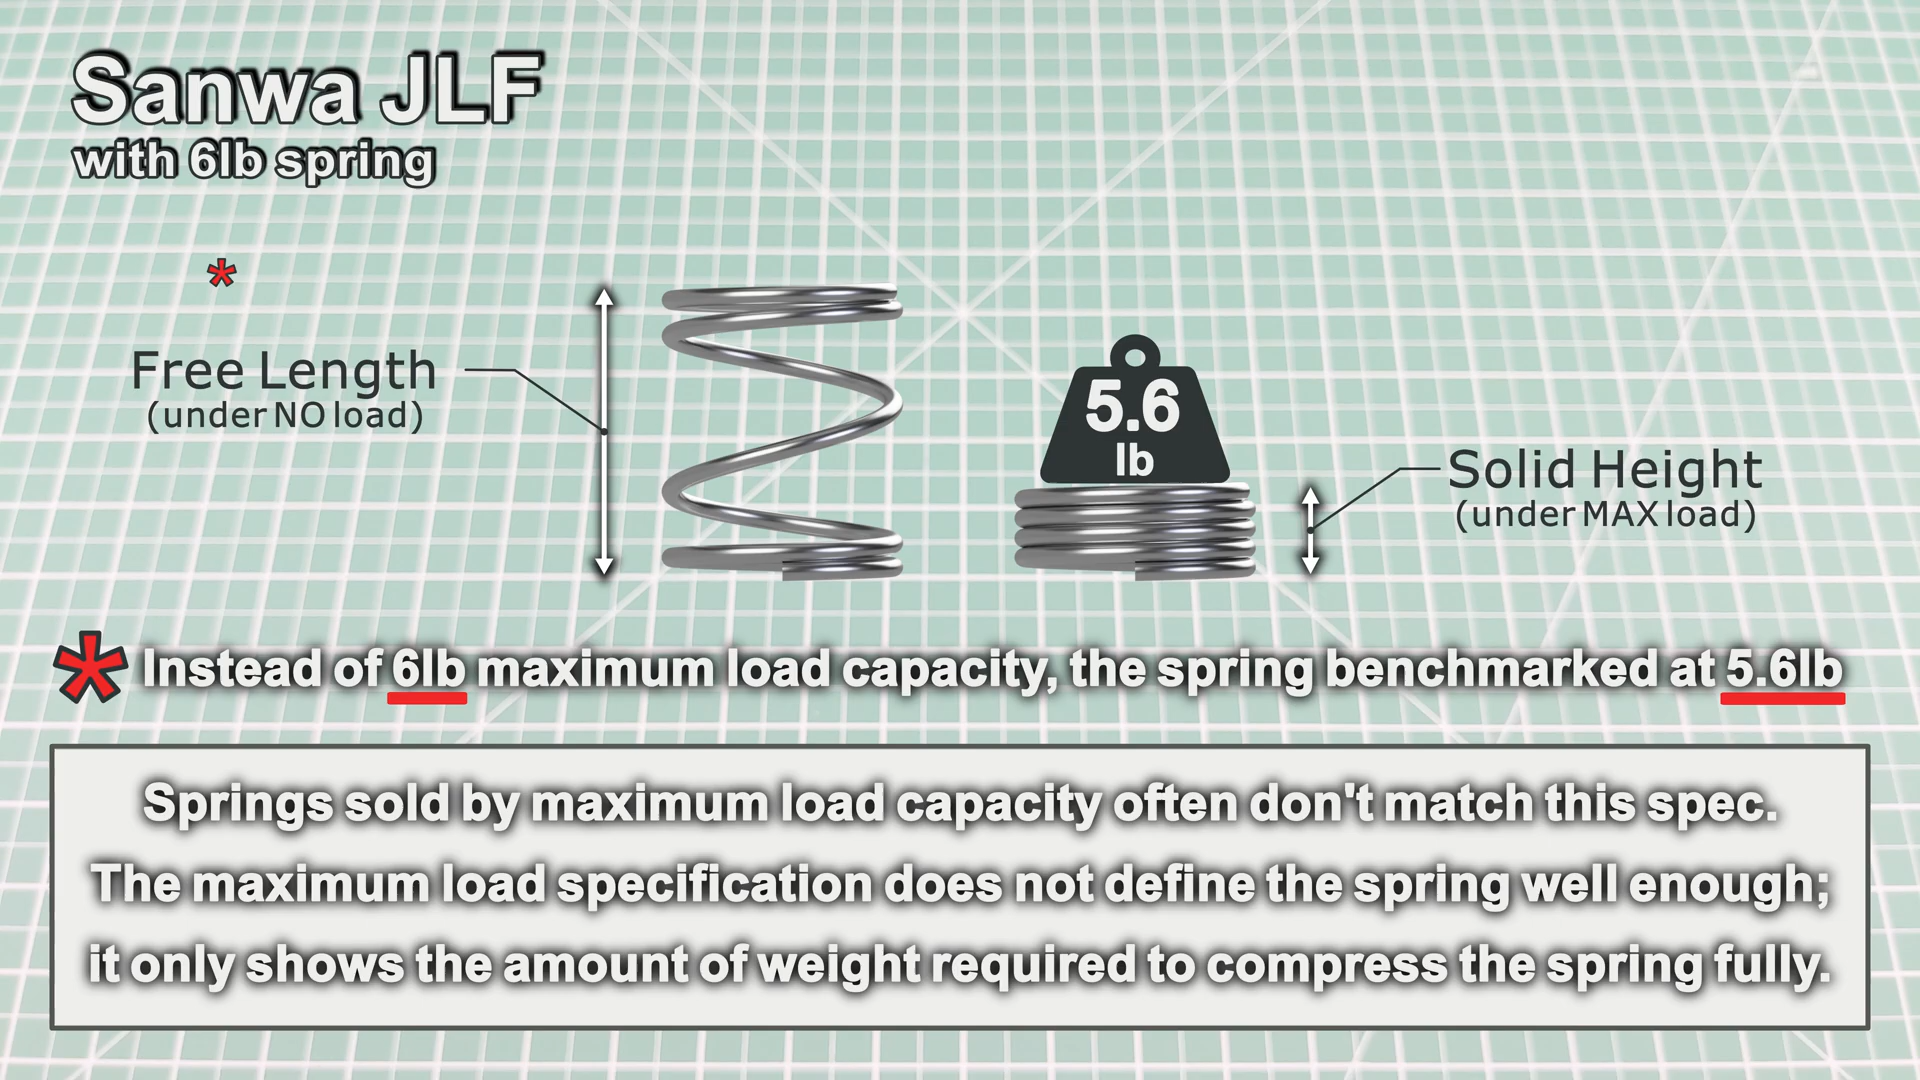 Sanwa JLF
with 6lb spring
*
Free Length
(under NO load)
5.6
lb
Solid Height
(under MAX load)
* Instead of 6lb maximum load capacity, the spring benchmarked at 5.6lb
Springs sold by maximum load capacity often don't match this spec.
The maximum load specification does not define the spring well enough;
it only shows the amount of weight required to compress the spring fully.